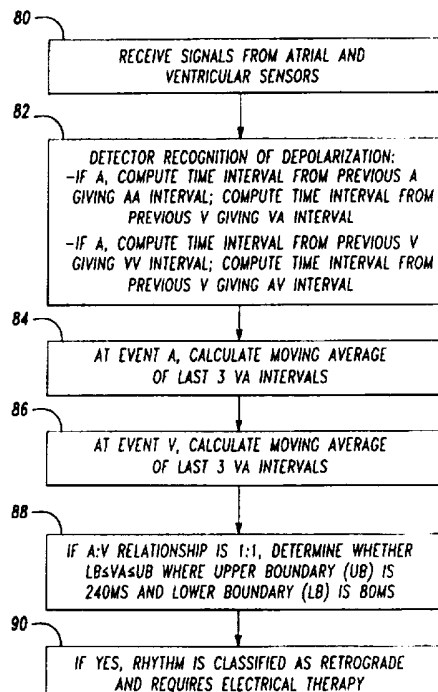 80
RECEIVE SIGNALS FROM ATRIAL AND
VENTRICULAR SENSORS
82
DETECTOR RECOGNITION OF DEPOLARIZATION:
-IF A, COMPUTE TIME INTERVAL FROM PREVIOUS A
GIVING AA INTERVAL; COMPUTE TIME INTERVAL FROM
PREVIOUS V GIVING VA INTERVAL
-IF A, COMPUTE TIME INTERVAL FROM PREVIOUS V
GIVING VV INTERVAL; COMPUTE TIME INTERVAL FROM
PREVIOUS V GIVING AV INTERVAL
84
AT EVENT A, CALCULATE MOVING AVERAGE
OF LAST 3 VA INTERVALS
86
AT EVENT V, CALCULATE MOVING AVERAGE
OF LAST 3 VA INTERVALS
88
IF A:V RELATIONSHIP IS 1:1, DETERMINE WHETHER
LB≤VA≤UB WHERE UPPER BOUNDARY (UB) IS
240MS AND LOWER BOUNDARY (LB) IS 80MS
90
IF YES, RHYTHM IS CLASSIFIED AS RETROGRADE
AND REQUIRES ELECTRICAL THERAPY